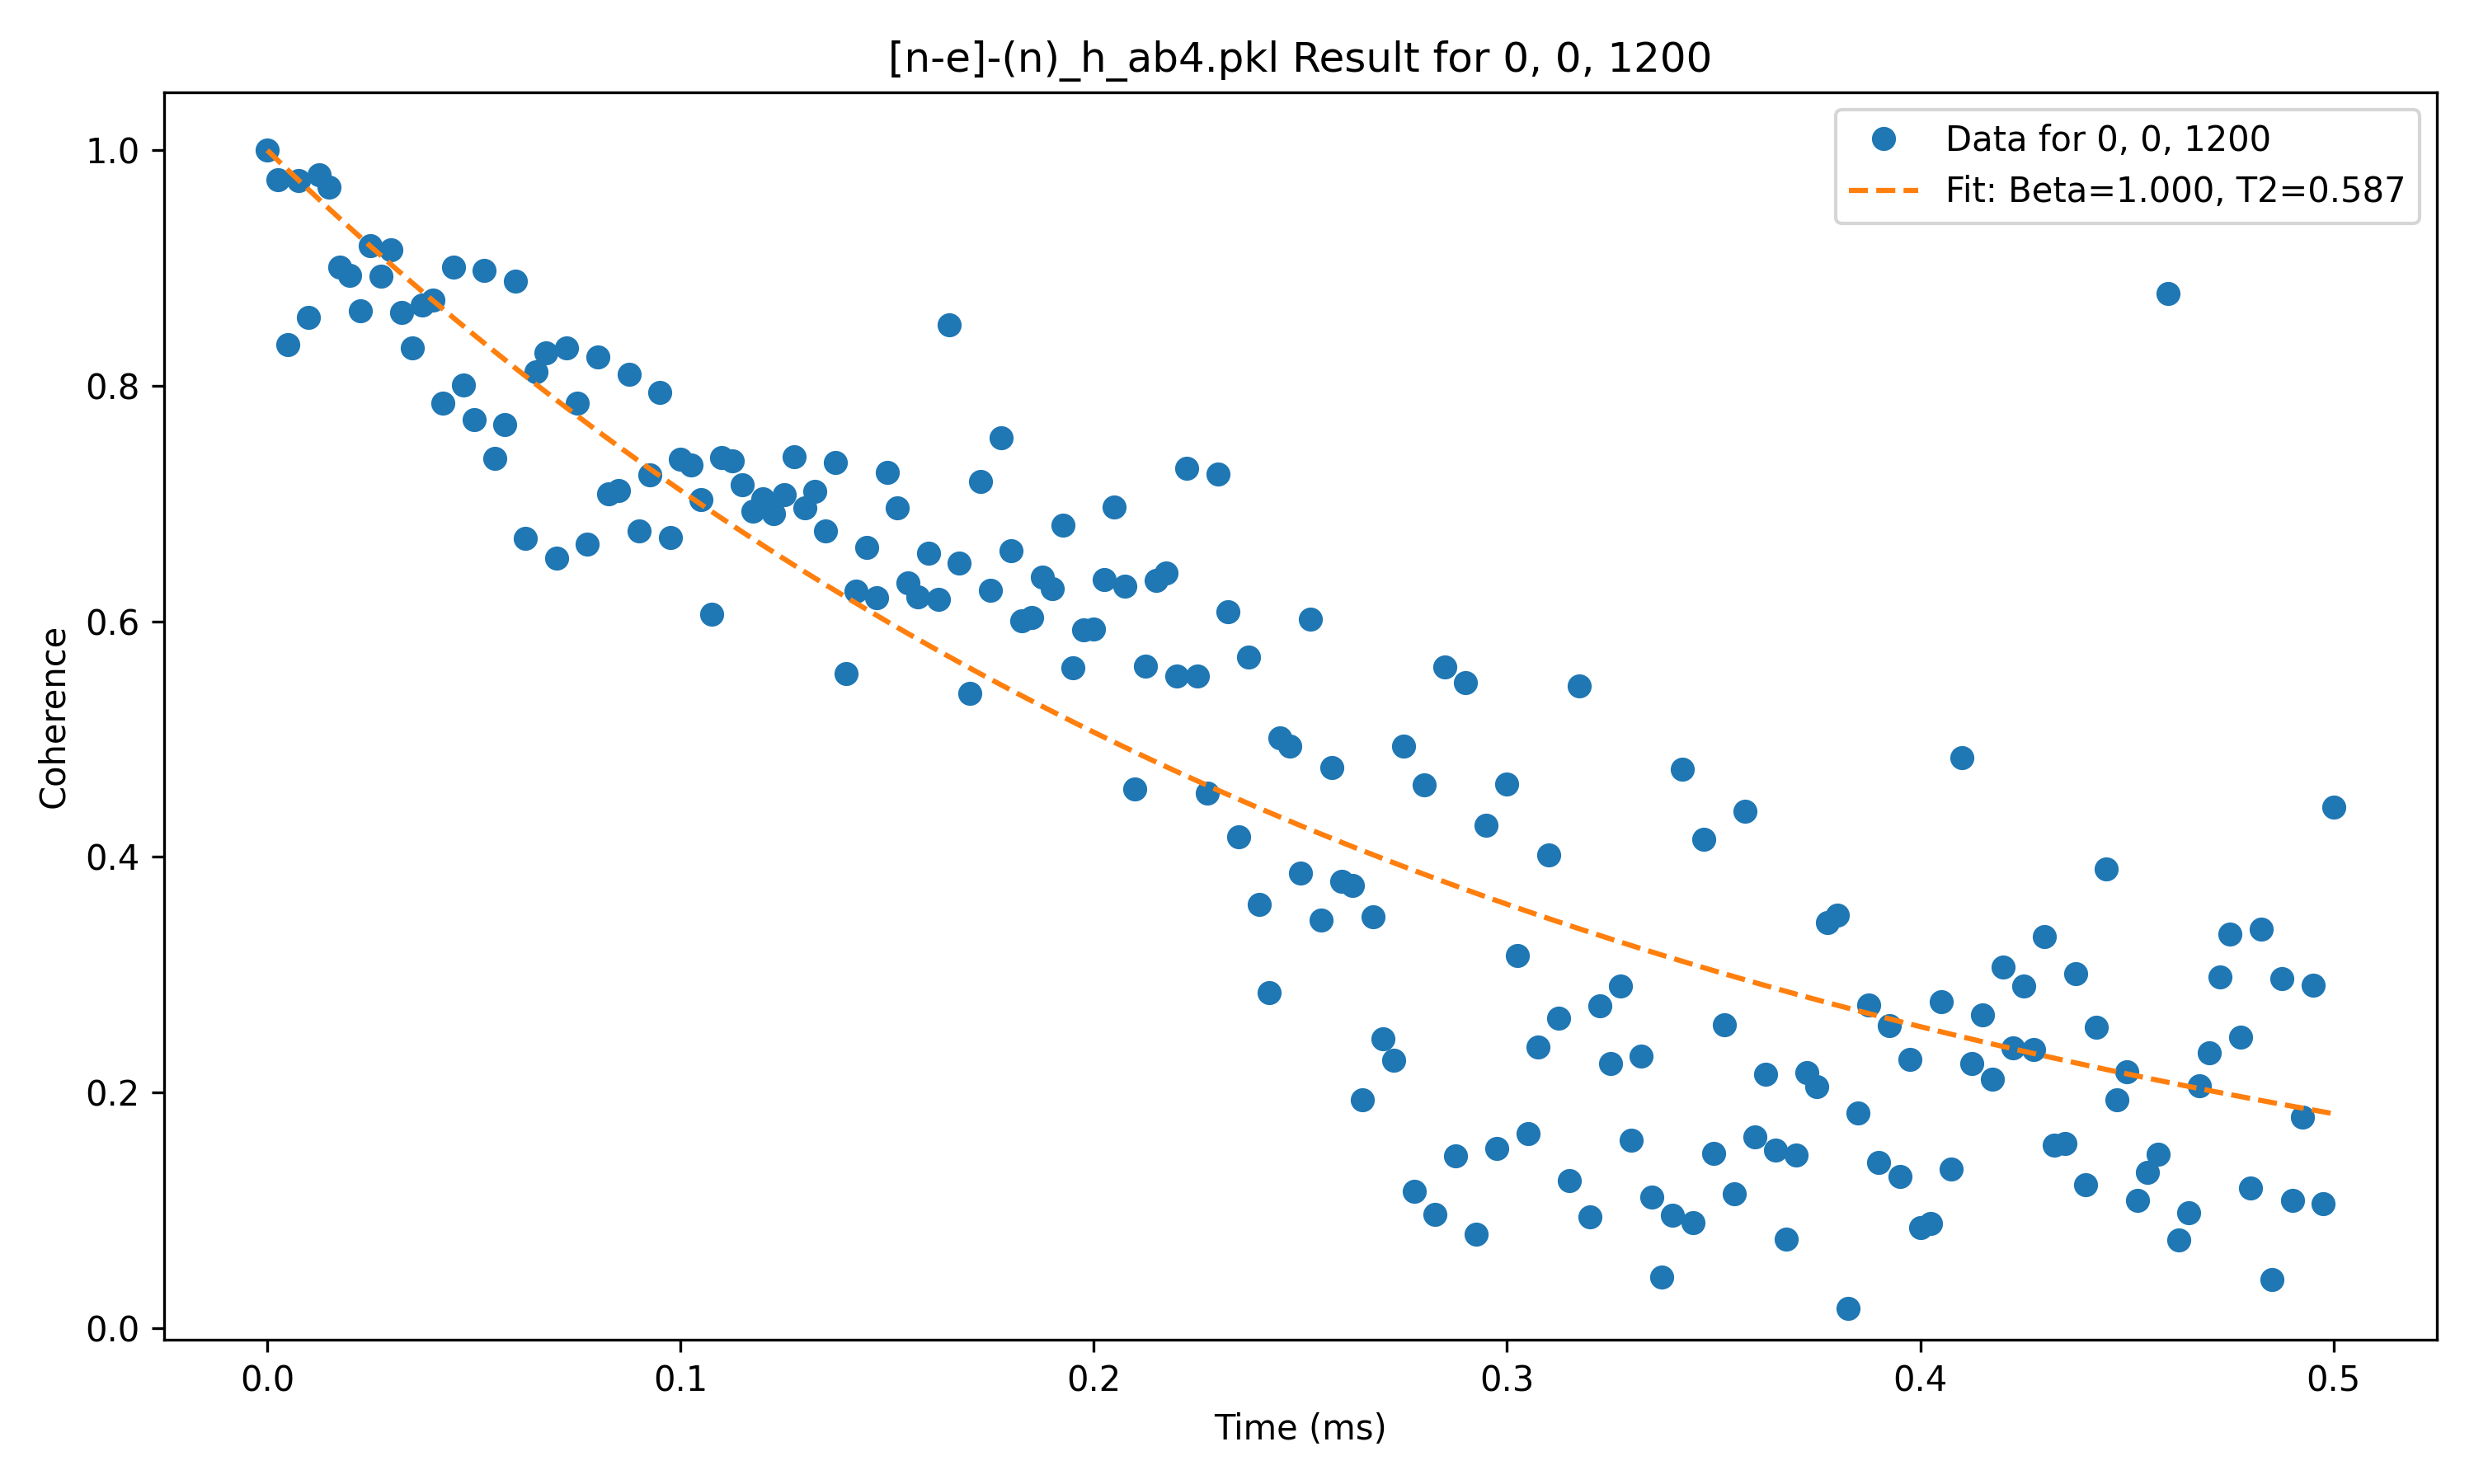 [n-e]-(n)_h_ab4.pkl Result for 0, 0, 1200
Data for 0, 0, 1200
Fit: Beta=1.000, T2=0.587
Coherence
1.0
0.8
0.6
0.4
0.2
0.0
0.0 0.1 0.2 0.3 0.4 0.5
Time (ms)